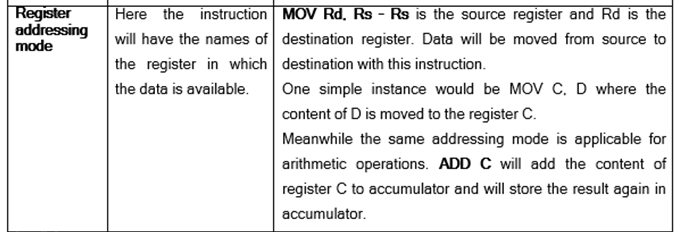 Register
addressing
mode
Here the instruction
will have the names of
the register in which
the data is available.
MOV Rd, Rs - Rs is the source register and Rd is the
destination register. Data will be moved from source to
destination with this instruction.
One simple instance would be MOV C, D where the
content of D is moved to the register C.
Meanwhile the same addressing mode is applicable for
arithmetic operations. ADD C will add the content of
register C to accumulator and will store the result again in
accumulator.